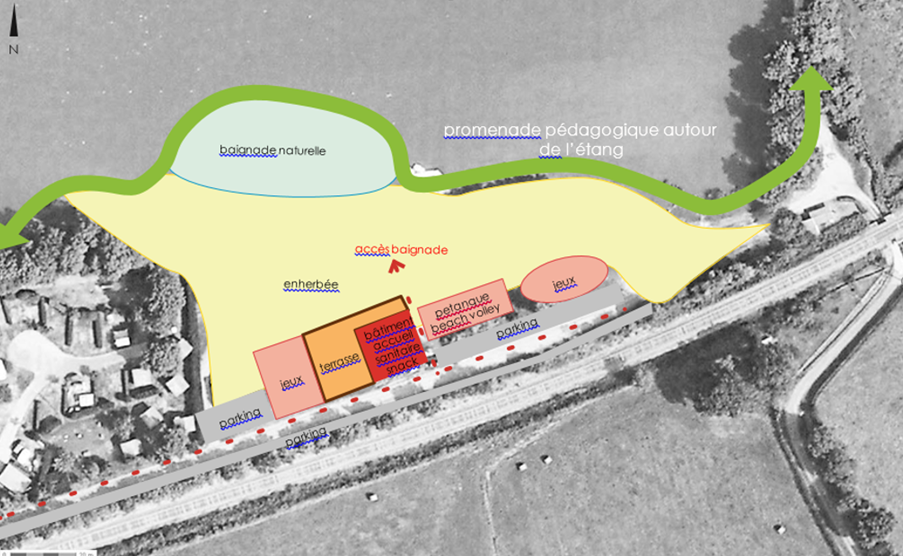 N
baignade naturelle
promenade pédagogique autour
de l'étang
accès baignade
enherbée
jeux
petanque
beach volley
parking
bâtiment
accueil
sanitaire
snack
terrasse
jeux
parking
parking